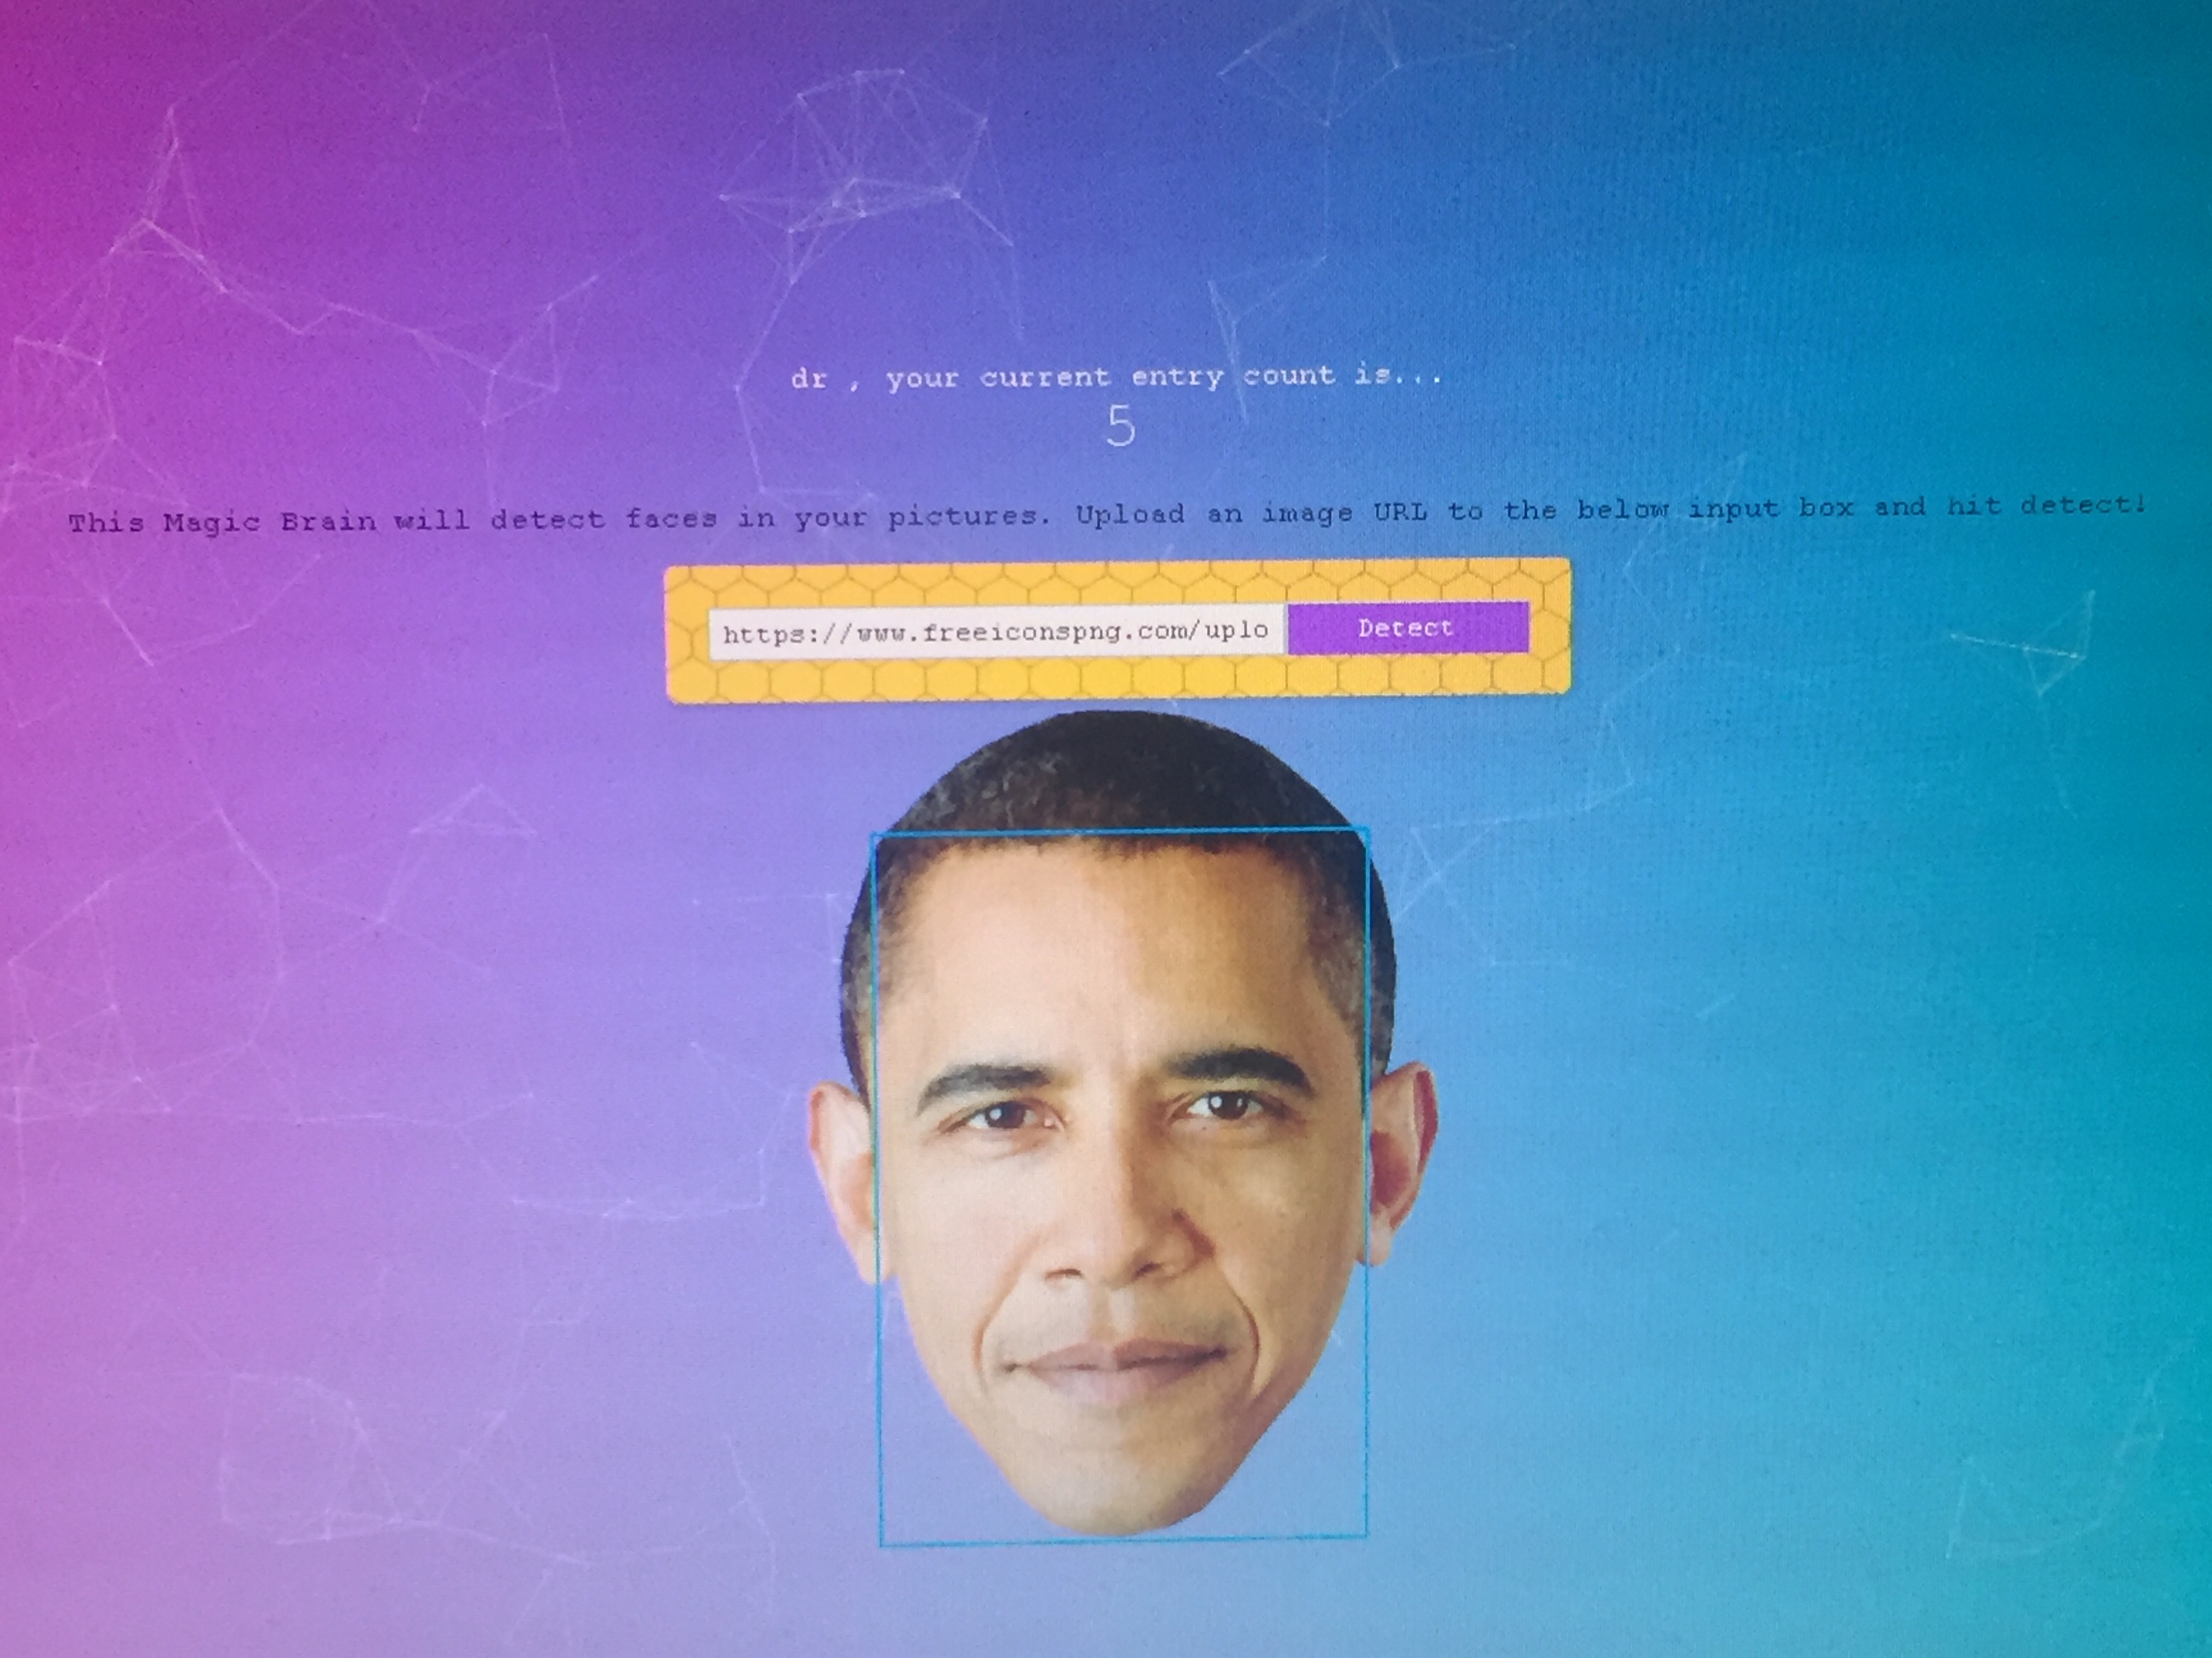 dr , your current entry count is...
5
This Magic Brain will detect faces in your pictures. Upload an image URL to the below input box and hit detect!
https://www.freeiconspng.com/uplo
Detect